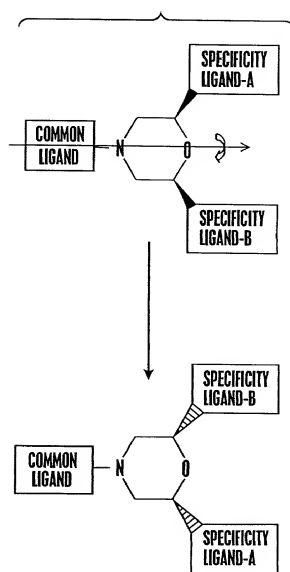 SPECIFICITY
LIGAND-A
COMMON
LIGAND
N
O
SPECIFICITY
LIGAND-B
SPECIFICITY
LIGAND-B
COMMON
LIGAND
N
O
SPECIFICITY
LIGAND-A